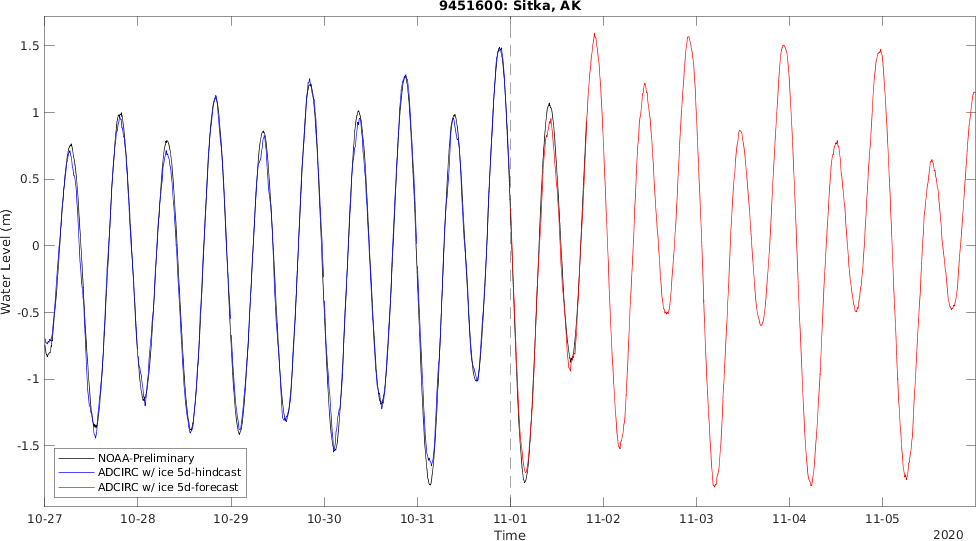 9451600: Sitka, AK
Water Level (m)
1.5
1
0.5
0
-0.5
-1
-1.5
NOAA-Preliminary
ADCIRC w/ ice 5d-hindcast
ADCIRC w/ ice 5d-forecast
10-27 10-28 10-29 10-30 10-31 11-01 11-02 11-03 11-04 11-05
Time
2020